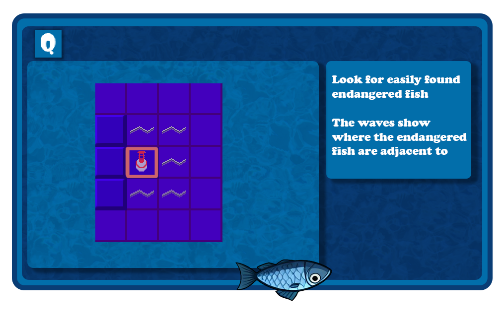 Q
Look for easily found
endangered fish
The waves show
where the endangered
fish are adjacent to